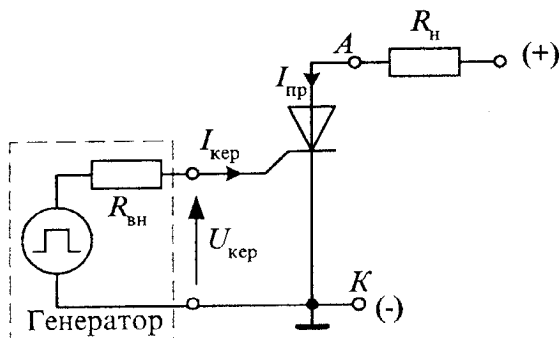 A
Rн
(+)
Iпр
Iкер
Rвн
Uкер
K
(-)
Генератор